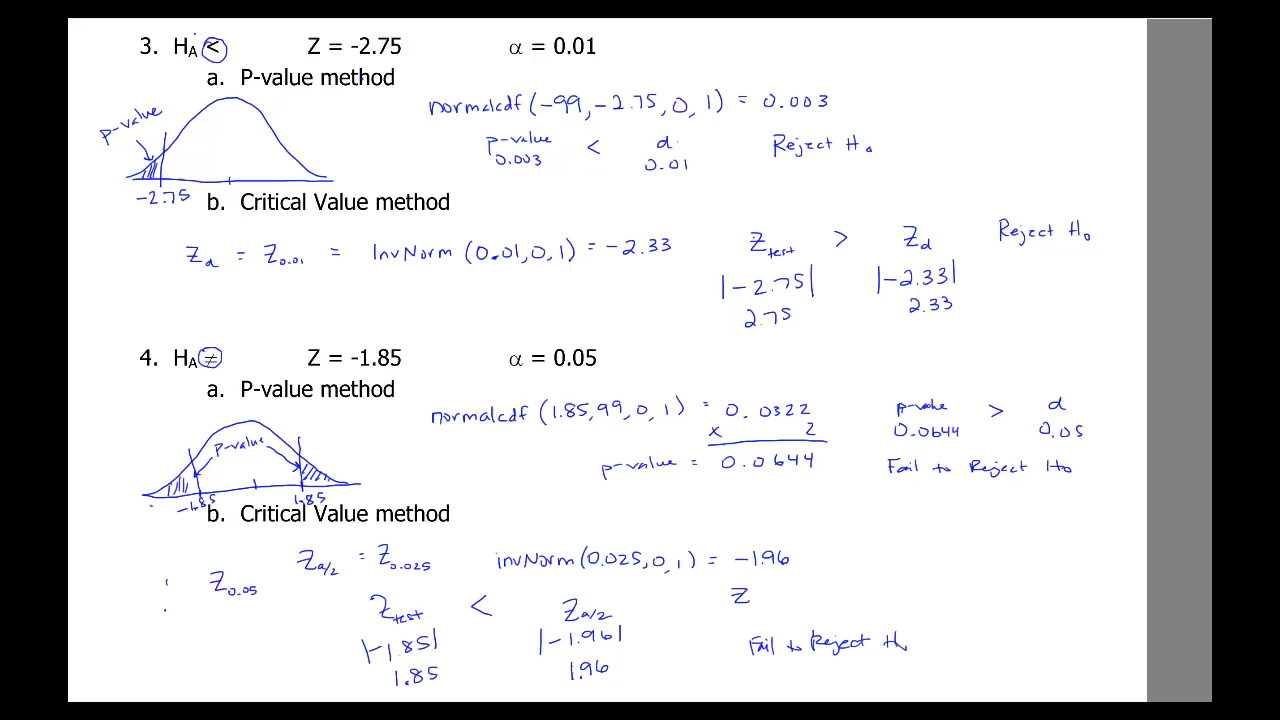 3. HA < Z = -2.75 α = 0.01
a. P-value method
p-value
-2.75
normalcdf(-99, -2.75, 0, 1) = 0.003
p-value < α Reject H₀
0.003 0.01
b. Critical Value method
Zα = Z0.01 = InvNorm (0.01, 0, 1) = -2.33
Ztest > Zα Reject H₀
|-2.75| |-2.33|
2.75 2.33
4. HA ≠ Z = -1.85 α = 0.05
a. P-value method
p-value
-1.85 1.85
normalcdf (1.85, 99, 0, 1) = 0.0322
x 2
p-value = 0.0644
p-value > α
0.0644 0.05
Fail to Reject H₀
b. Critical Value method
Z0.05 Zα/2 = Z0.025 invNorm(0.025, 0, 1) = -1.96
Z
Ztest < Zα/2
|-1.85| |-1.96|
1.85 1.96
Fail to Reject H